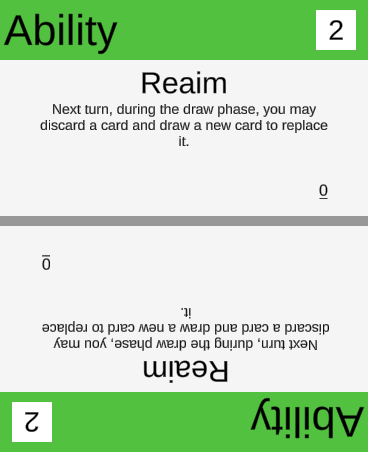 Ability
2
Reaim
Next turn, during the draw phase, you may
discard a card and draw a new card to replace
it.
0
0
it.
discard a card and draw a new card to replace
Next turn, during the draw phase, you may
Reaim
2
Ability